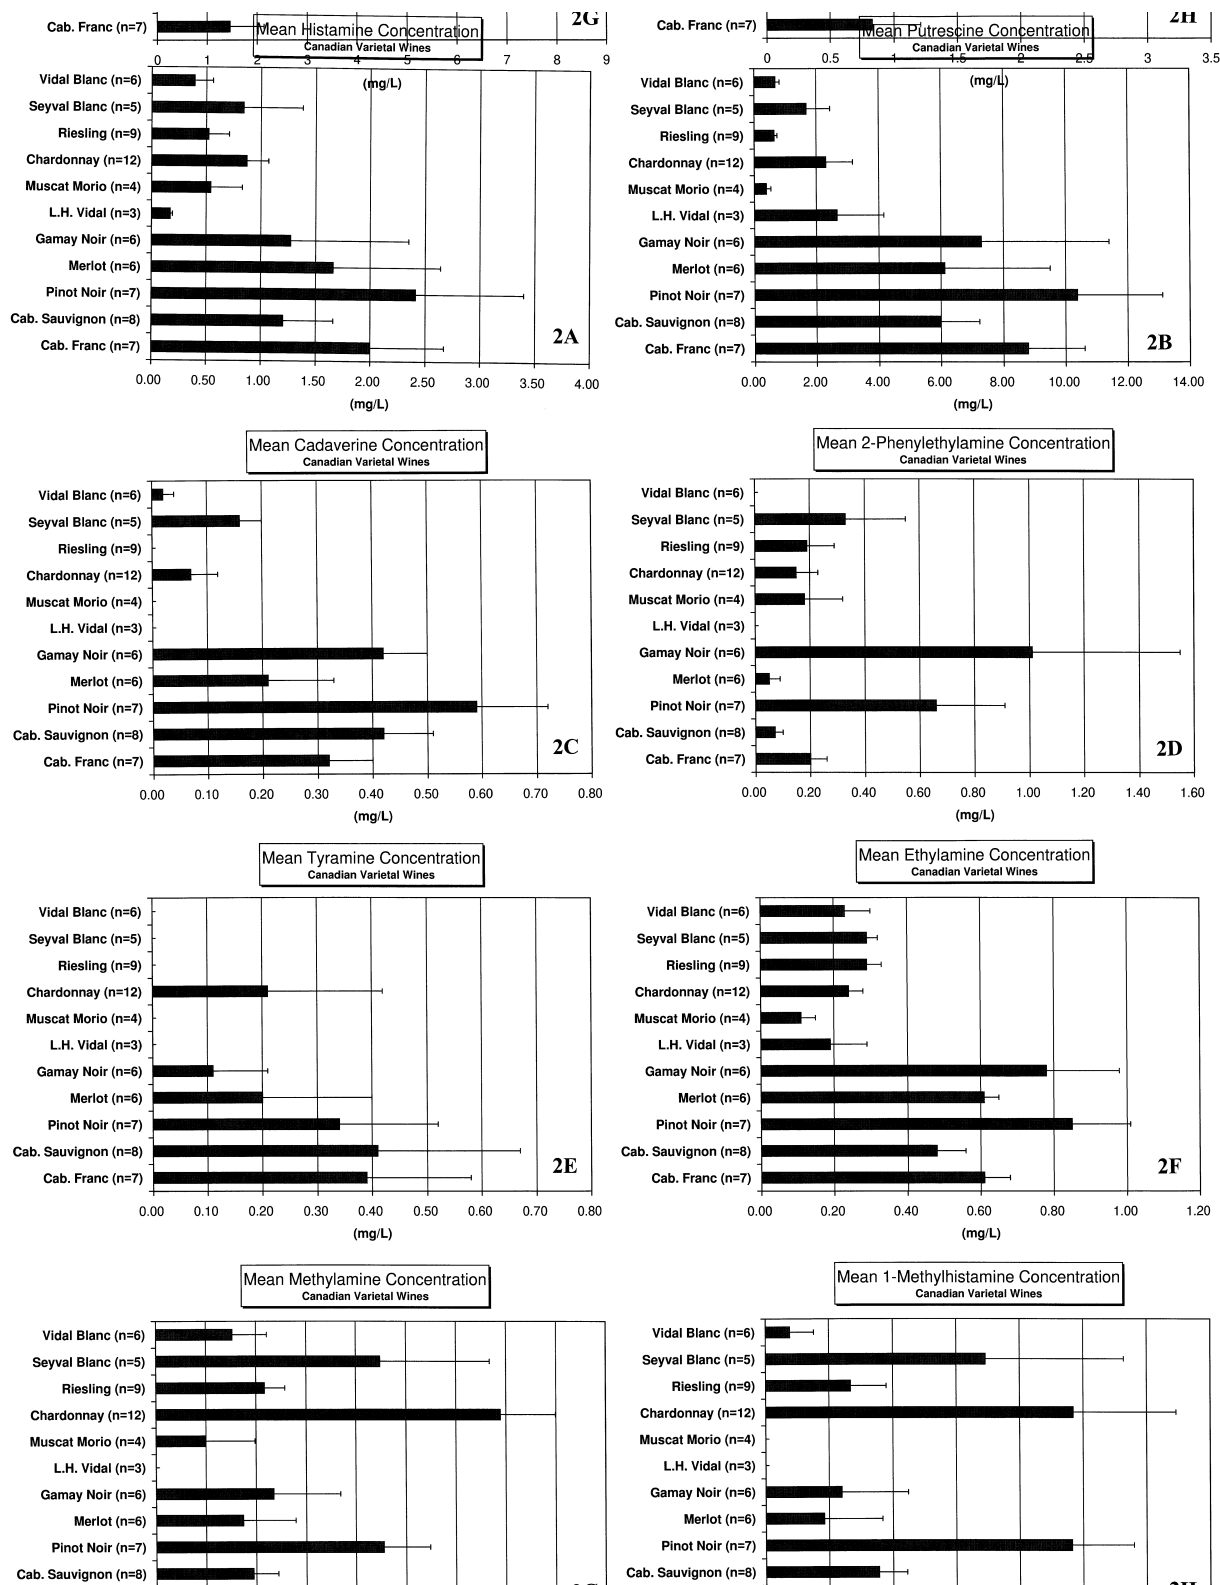 Cab. Franc (n=7)
2G
0 1 2 3 4 5 6 7 8 9
Cab. Franc (n=7)
2H
0 0.5 1 1.5 2 2.5 3 3.5
Mean Histamine Concentration
Canadian Varietal Wines
(mg/L)
Vidal Blanc (n=6)
Seyval Blanc (n=5)
Riesling (n=9)
Chardonnay (n=12)
Muscat Morio (n=4)
L.H. Vidal (n=3)
Gamay Noir (n=6)
Merlot (n=6)
Pinot Noir (n=7)
Cab. Sauvignon (n=8)
Cab. Franc (n=7)
2A
0.00 0.50 1.00 1.50 2.00 2.50 3.00 3.50 4.00
(mg/L)
Mean Putrescine Concentration
Canadian Varietal Wines
(mg/L)
Vidal Blanc (n=6)
Seyval Blanc (n=5)
Riesling (n=9)
Chardonnay (n=12)
Muscat Morio (n=4)
L.H. Vidal (n=3)
Gamay Noir (n=6)
Merlot (n=6)
Pinot Noir (n=7)
Cab. Sauvignon (n=8)
Cab. Franc (n=7)
2B
0.00 2.00 4.00 6.00 8.00 10.00 12.00 14.00
(mg/L)
Mean Cadaverine Concentration
Canadian Varietal Wines
Vidal Blanc (n=6)
Seyval Blanc (n=5)
Riesling (n=9)
Chardonnay (n=12)
Muscat Morio (n=4)
L.H. Vidal (n=3)
Gamay Noir (n=6)
Merlot (n=6)
Pinot Noir (n=7)
Cab. Sauvignon (n=8)
Cab. Franc (n=7)
2C
0.00 0.10 0.20 0.30 0.40 0.50 0.60 0.70 0.80
(mg/L)
Mean 2-Phenylethylamine Concentration
Canadian Varietal Wines
Vidal Blanc (n=6)
Seyval Blanc (n=5)
Riesling (n=9)
Chardonnay (n=12)
Muscat Morio (n=4)
L.H. Vidal (n=3)
Gamay Noir (n=6)
Merlot (n=6)
Pinot Noir (n=7)
Cab. Sauvignon (n=8)
Cab. Franc (n=7)
2D
0.00 0.20 0.40 0.60 0.80 1.00 1.20 1.40 1.60
(mg/L)
Mean Tyramine Concentration
Canadian Varietal Wines
Vidal Blanc (n=6)
Seyval Blanc (n=5)
Riesling (n=9)
Chardonnay (n=12)
Muscat Morio (n=4)
L.H. Vidal (n=3)
Gamay Noir (n=6)
Merlot (n=6)
Pinot Noir (n=7)
Cab. Sauvignon (n=8)
Cab. Franc (n=7)
2E
0.00 0.10 0.20 0.30 0.40 0.50 0.60 0.70 0.80
(mg/L)
Mean Ethylamine Concentration
Canadian Varietal Wines
Vidal Blanc (n=6)
Seyval Blanc (n=5)
Riesling (n=9)
Chardonnay (n=12)
Muscat Morio (n=4)
L.H. Vidal (n=3)
Gamay Noir (n=6)
Merlot (n=6)
Pinot Noir (n=7)
Cab. Sauvignon (n=8)
Cab. Franc (n=7)
2F
0.00 0.20 0.40 0.60 0.80 1.00 1.20
(mg/L)
Mean Methylamine Concentration
Canadian Varietal Wines
Vidal Blanc (n=6)
Seyval Blanc (n=5)
Riesling (n=9)
Chardonnay (n=12)
Muscat Morio (n=4)
L.H. Vidal (n=3)
Gamay Noir (n=6)
Merlot (n=6)
Pinot Noir (n=7)
Cab. Sauvignon (n=8)
Mean 1-Methylhistamine Concentration
Canadian Varietal Wines
Vidal Blanc (n=6)
Seyval Blanc (n=5)
Riesling (n=9)
Chardonnay (n=12)
Muscat Morio (n=4)
L.H. Vidal (n=3)
Gamay Noir (n=6)
Merlot (n=6)
Pinot Noir (n=7)
Cab. Sauvignon (n=8)